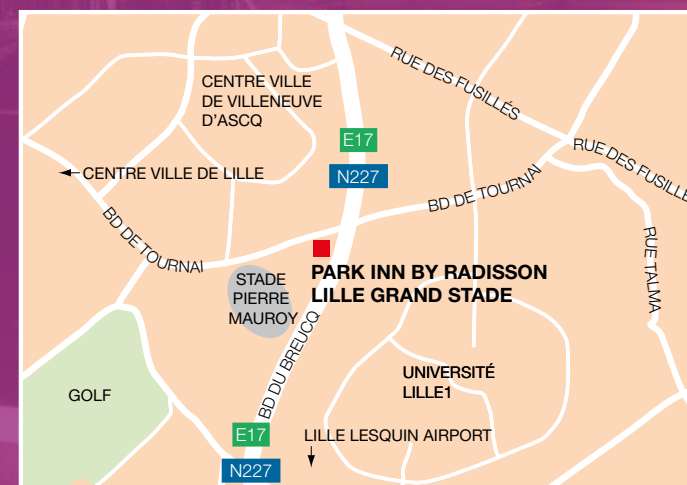 CENTRE VILLE
DE VILLENEUVE
D'ASCQ
RUE DES FUSILLÉS
E17
N227
RUE DES FUSILLÉ
CENTRE VILLE DE LILLE
BD DE TOURNAI
BD DE TOURNAI
RUE TALMA
PARK INN BY RADISSON
LILLE GRAND STADE
STADE
PIERRE
MAUROY
BD DU BREUCQ
UNIVERSITÉ
LILLE1
GOLF
E17
N227
LILLE LESQUIN AIRPORT